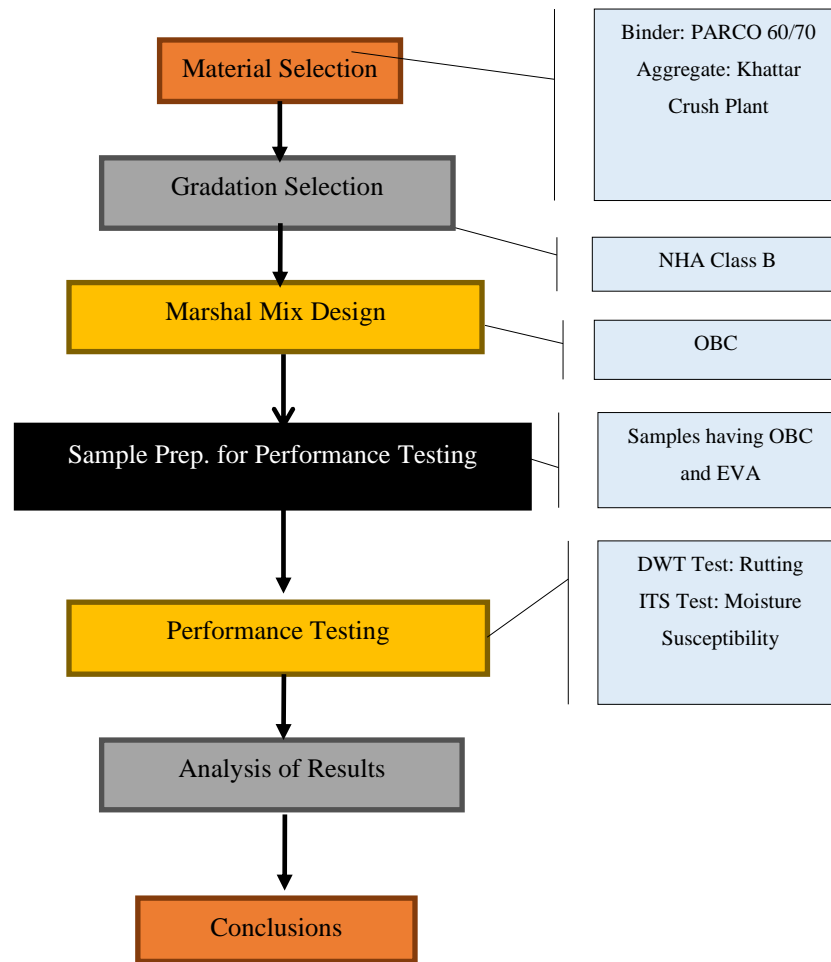 Material Selection
Binder: PARCO 60/70
Aggregate: Khattar
Crush Plant
Gradation Selection
NHA Class B
Marshal Mix Design
OBC
Sample Prep. for Performance Testing
Samples having OBC
and EVA
Performance Testing
DWT Test: Rutting
ITS Test: Moisture
Susceptibility
Analysis of Results
Conclusions